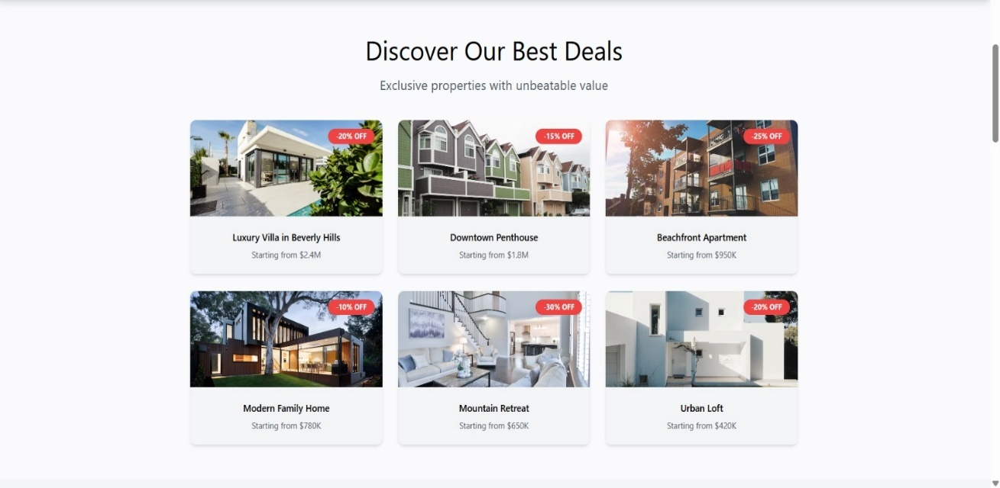 Discover Our Best Deals
Exclusive properties with unbeatable value
-20% OFF
Luxury Villa in Beverly Hills
Starting from $2.4M
-15% OFF
Downtown Penthouse
Starting from $1.8M
-25% OFF
Beachfront Apartment
Starting from $950K
-10% OFF
Modern Family Home
Starting from $780K
-30% OFF
Mountain Retreat
Starting from $650K
-20% OFF
Urban Loft
Starting from $420K